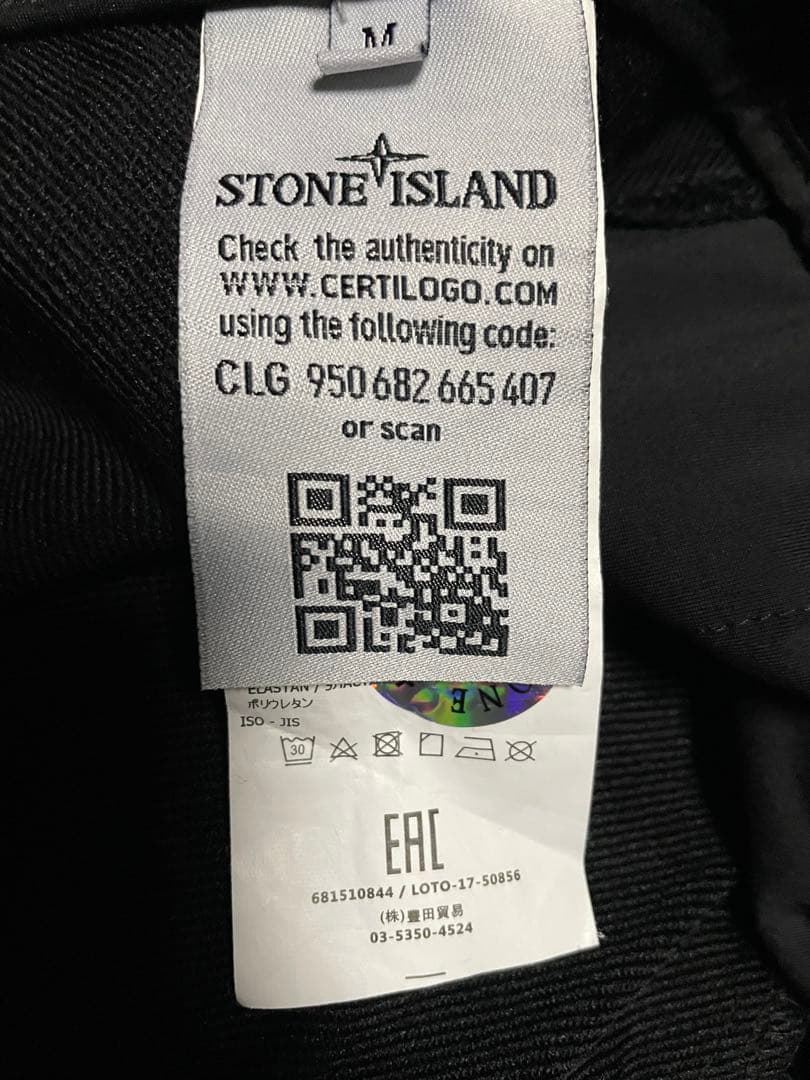 M
STONE ISLAND
Check the authenticity on
WWW.CERTILOGO.COM
using the following code:
CLG 950 682 665 407
or scan
ELASTAN /
ポリウレタン
ISO - JIS
30
EAC
681510844 / LOTO-17-50856
(株)豊田貿易
03-5350-4524